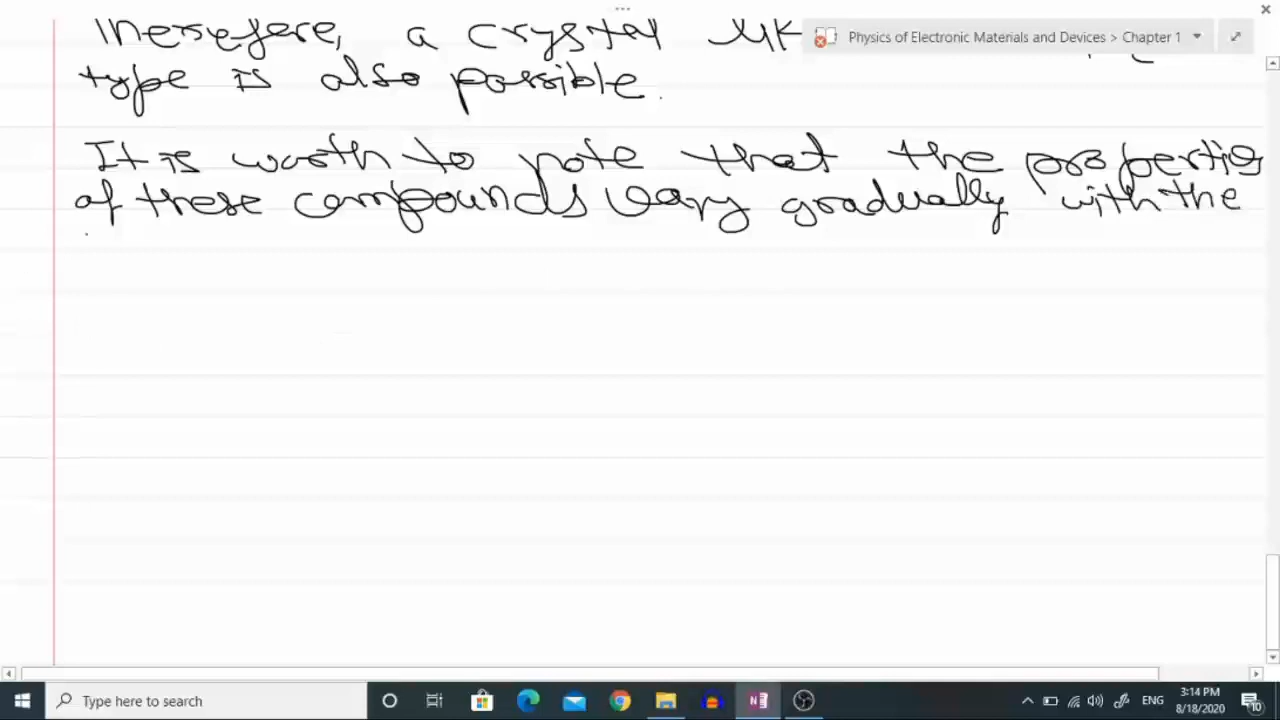 Therefore, a crystal like
Physics of Electronic Materials and Devices > Chapter 1
type is also possible.
It is worth to note that the properties
of these compounds vary gradually with the
Type here to search
ENG
3:14 PM
8/18/2020
10